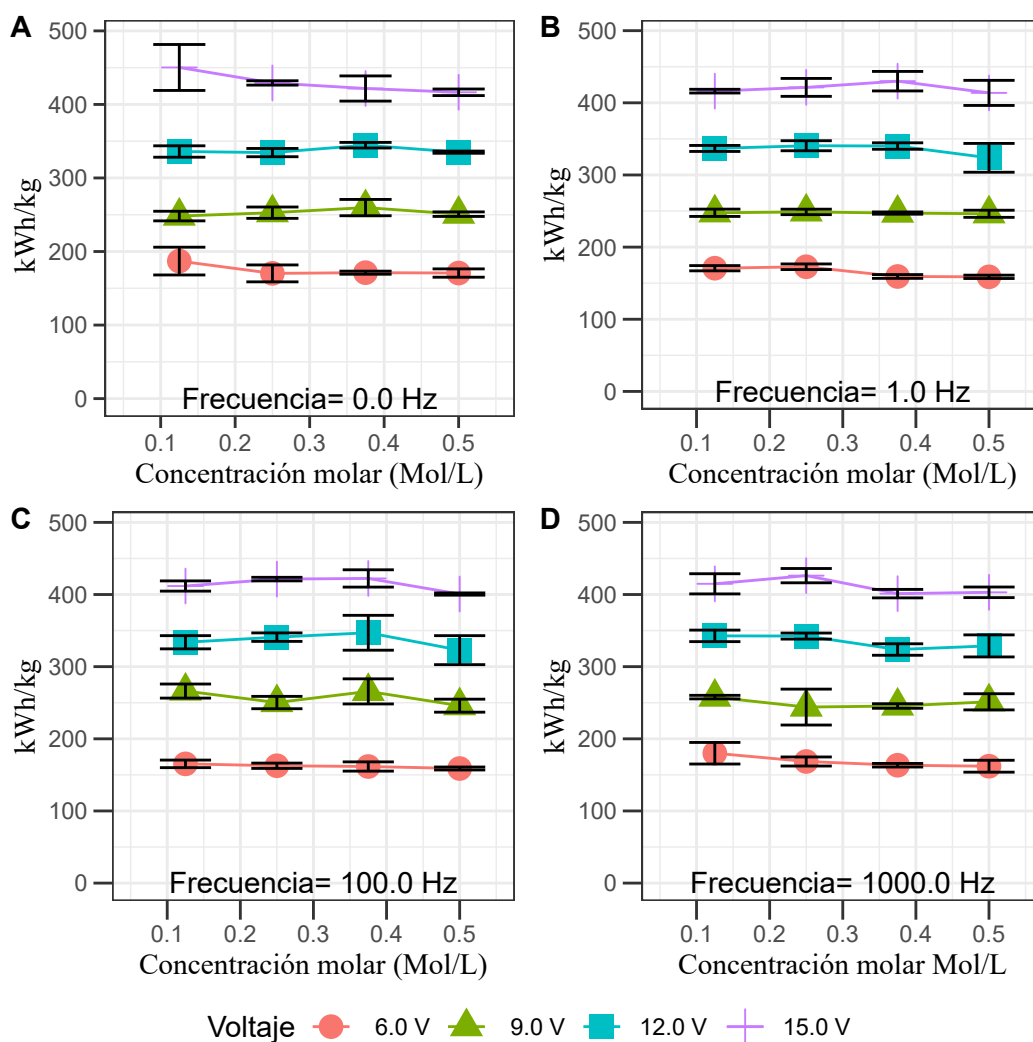 A
kWh/kg
500
400
300
200
100
0
Frecuencia= 0.0 Hz
0.1 0.2 0.3 0.4 0.5
Concentración molar (Mol/L)
B
kWh/kg
500
400
300
200
100
0
Frecuencia= 1.0 Hz
0.1 0.2 0.3 0.4 0.5
Concentración molar (Mol/L)
C
kWh/kg
500
400
300
200
100
0
Frecuencia= 100.0 Hz
0.1 0.2 0.3 0.4 0.5
Concentración molar (Mol/L)
D
kWh/kg
500
400
300
200
100
0
Frecuencia= 1000.0 Hz
0.1 0.2 0.3 0.4 0.5
Concentración molar Mol/L
Voltaje 6.0 V 9.0 V 12.0 V 15.0 V